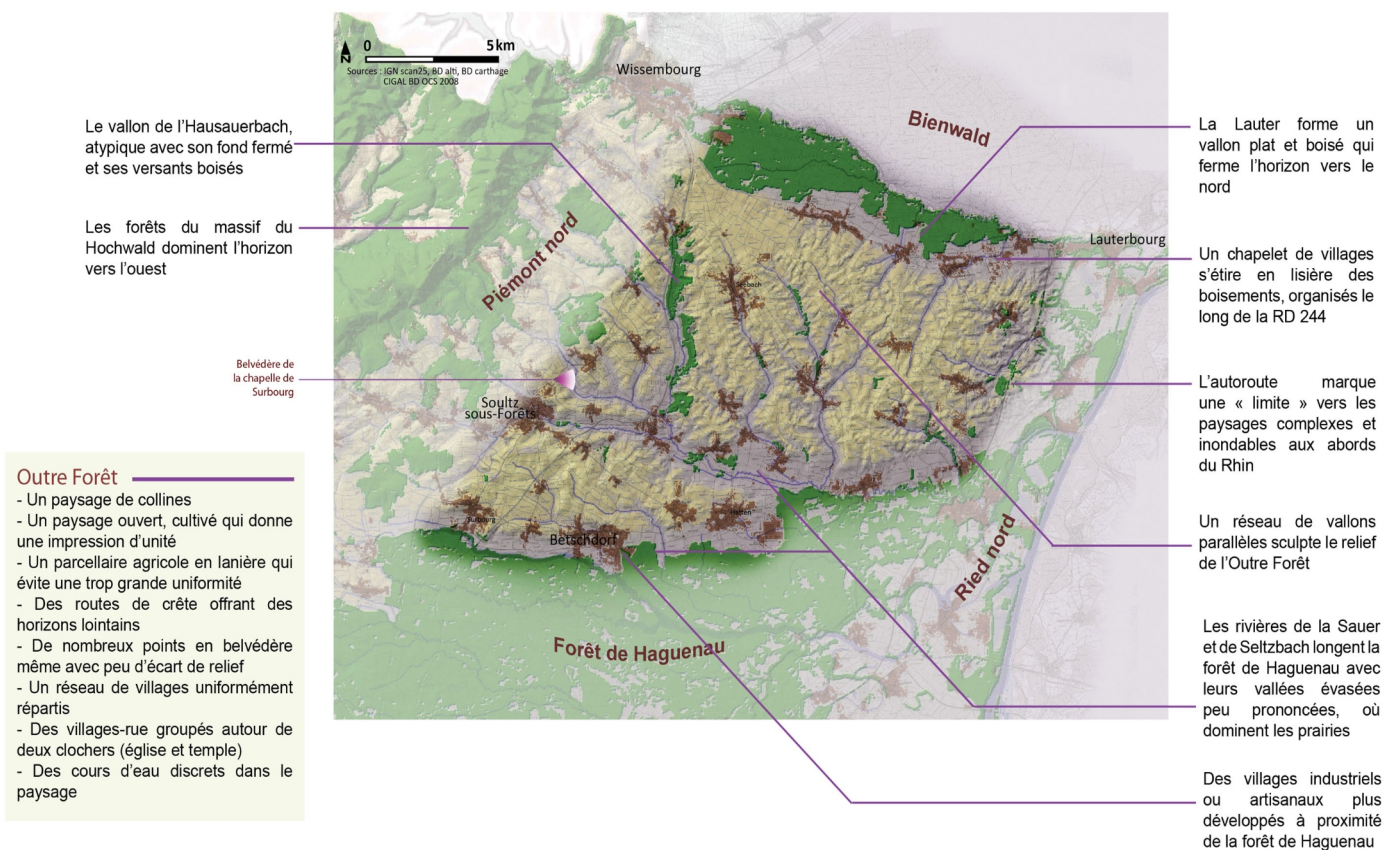 N
0 5km
Sources : IGN scan25, BD alti, BD carthage
CIGAL BD OCS 2008
Wissembourg
Bienwald
Lauterbourg
Piémont nord
Seebach
Soultz
sous-Forêts
Surbourg
Betschdorf
Hatten
Ried nord
Forêt de Haguenau
Le vallon de l'Hausauerbach,
atypique avec son fond fermé
et ses versants boisés
Les forêts du massif du
Hochwald dominent l'horizon
vers l'ouest
Belvédère de
la chapelle de
Surbourg
Outre Forêt
- Un paysage de collines
- Un paysage ouvert, cultivé qui donne
une impression d'unité
- Un parcellaire agricole en lanière qui
évite une trop grande uniformité
- Des routes de crête offrant des
horizons lointains
- De nombreux points en belvédère
même avec peu d'écart de relief
- Un réseau de villages uniformément
répartis
- Des villages-rue groupés autour de
deux clochers (église et temple)
- Des cours d'eau discrets dans le
paysage
La Lauter forme un
vallon plat et boisé qui
ferme l'horizon vers le
nord
Un chapelet de villages
s'étire en lisière des
boisements, organisés le
long de la RD 244
L'autoroute marque
une « limite » vers les
paysages complexes et
inondables aux abords
du Rhin
Un réseau de vallons
parallèles sculpte le relief
de l'Outre Forêt
Les rivières de la Sauer
et de Seltzbach longent la
forêt de Haguenau avec
leurs vallées évasées
peu prononcées, où
dominent les prairies
Des villages industriels
ou artisanaux plus
développés à proximité
de la forêt de Haguenau